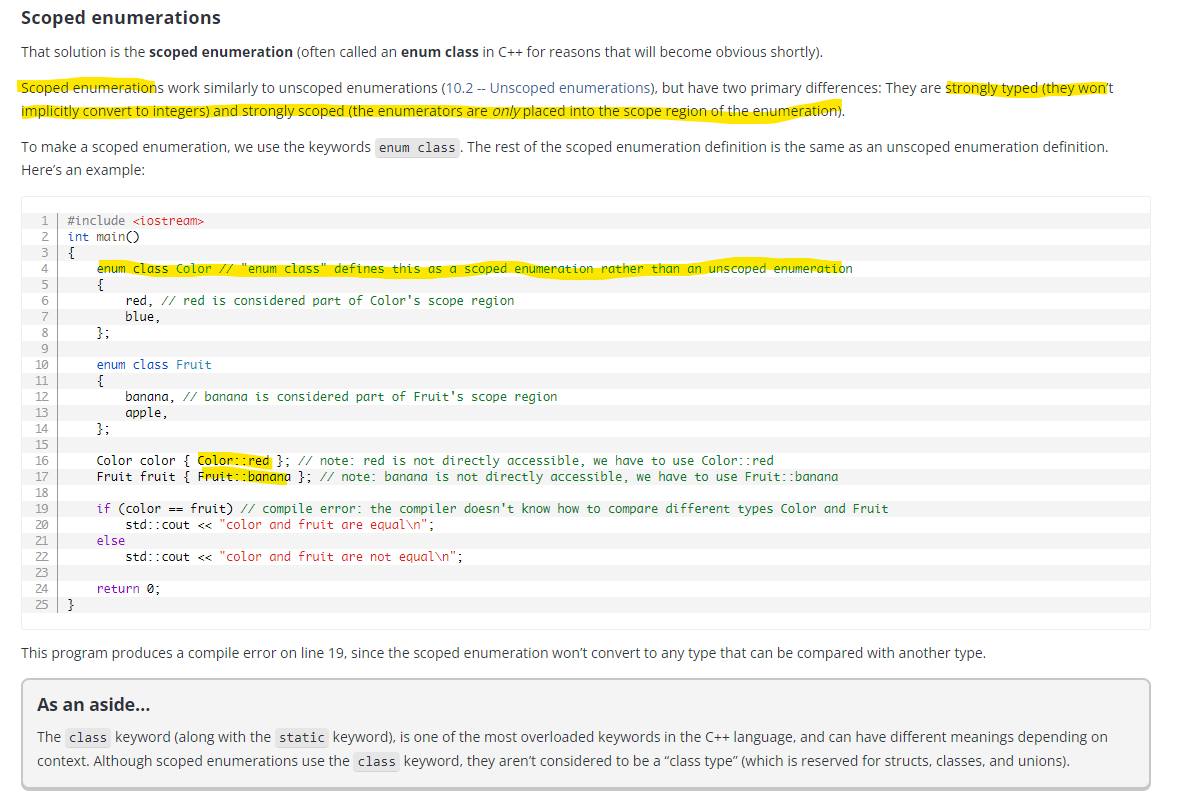 Scoped enumerations
That solution is the scoped enumeration (often called an enum class in C++ for reasons that will become obvious shortly).
Scoped enumerations work similarly to unscoped enumerations (10.2 -- Unscoped enumerations), but have two primary differences: They are strongly typed (they won't
implicitly convert to integers) and strongly scoped (the enumerators are only placed into the scope region of the enumeration).
To make a scoped enumeration, we use the keywords enum class. The rest of the scoped enumeration definition is the same as an unscoped enumeration definition.
Here's an example:
1 #include <iostream>
2 int main()
3 {
4     enum class Color // "enum class" defines this as a scoped enumeration rather than an unscoped enumeration
5     {
6         red, // red is considered part of Color's scope region
7         blue,
8     };
9
10     enum class Fruit
11     {
12         banana, // banana is considered part of Fruit's scope region
13         apple,
14     };
15
16     Color color { Color::red }; // note: red is not directly accessible, we have to use Color::red
17     Fruit fruit { Fruit::banana }; // note: banana is not directly accessible, we have to use Fruit::banana
18
19     if (color == fruit) // compile error: the compiler doesn't know how to compare different types Color and Fruit
20         std::cout << "color and fruit are equal\n";
21     else
22         std::cout << "color and fruit are not equal\n";
23
24     return 0;
25 }
This program produces a compile error on line 19, since the scoped enumeration won't convert to any type that can be compared with another type.
As an aside...
The class keyword (along with the static keyword), is one of the most overloaded keywords in the C++ language, and can have different meanings depending on
context. Although scoped enumerations use the class keyword, they aren't considered to be a "class type" (which is reserved for structs, classes, and unions).